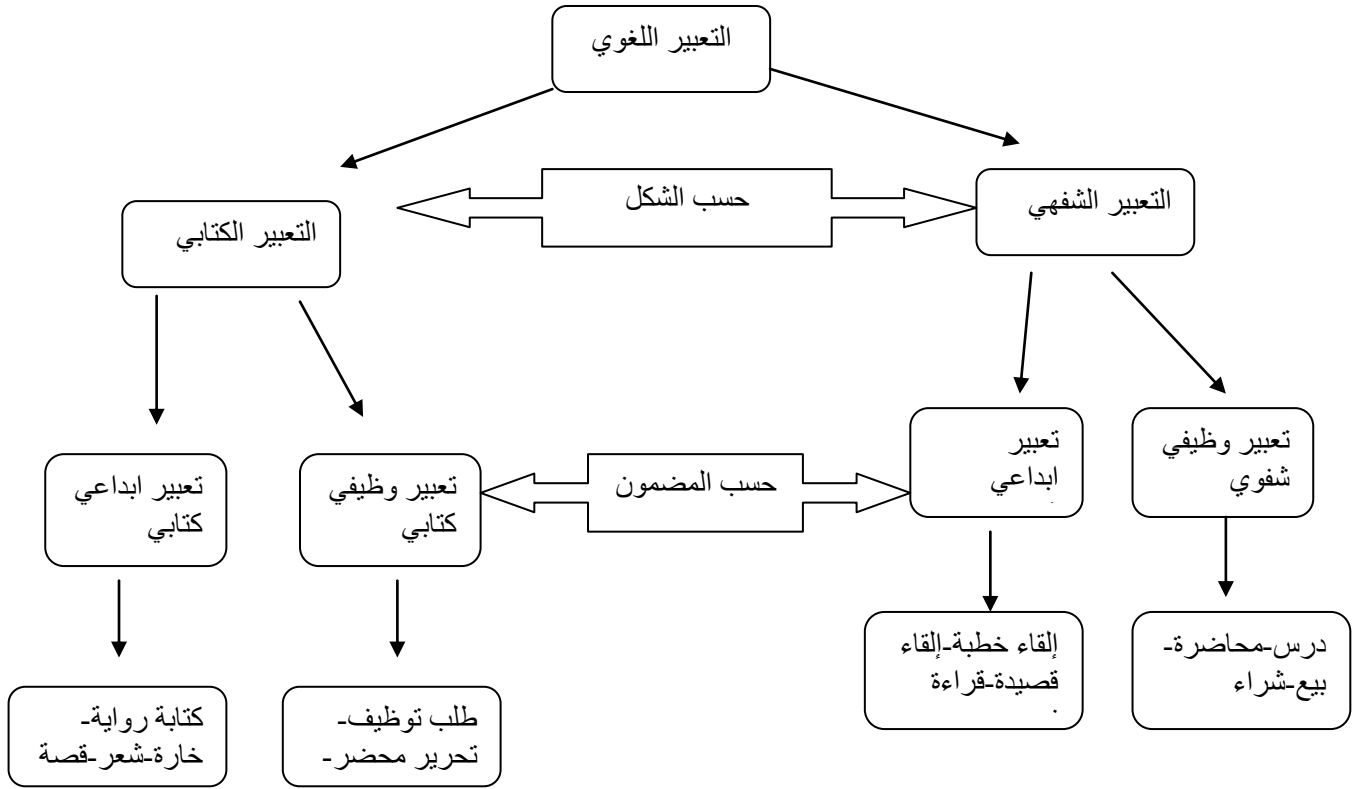 التعبير اللغوي
التعبير الشفهي
حسب الشكل
التعبير الكتابي
تعبير وظيفي
شفوي
تعبير
ابداعي
حسب المضمون
تعبير وظيفي
كتابي
تعبير ابداعي
كتابي
درس-محاضرة-
بيع-شراء
إلقاء خطبة-إلقاء
قصيدة-قراءة
طلب توظيف-
تحرير محضر-
كتابة رواية-
خارة-شعر-قصة